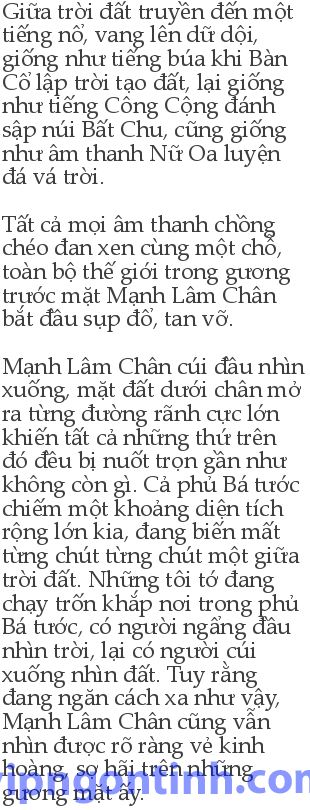 Giữa trời đất truyền đến một
tiếng nổ, vang lên dữ dội,
giống như tiếng búa khi Bàn
Cổ lập trời tạo đất, lại giống
như tiếng Công Cộng đánh
sập núi Bất Chu, cũng giống
như âm thanh Nữ Oa luyện
đá vá trời.
Tất cả mọi âm thanh chồng
chéo đan xen cùng một chỗ,
toàn bộ thế giới trong gương
trước mặt Mạnh Lâm Chân
bắt đầu sụp đổ, tan vỡ.
Mạnh Lâm Chân cúi đầu nhìn
xuống, mặt đất dưới chân mở
ra từng đường rãnh cực lớn
khiến tất cả những thứ trên
đó đều bị nuốt trọn gần như
không còn gì. Cả phủ Bá tước
chiếm một khoảng diện tích
rộng lớn kia, đang biến mất
từng chút từng chút một giữa
trời đất. Những tôi tớ đang
chạy trốn khắp nơi trong phủ
Bá tước, có người ngẩng đầu
nhìn trời, lại có người cúi
xuống nhìn đất. Tuy rằng
đang ngăn cách xa như vậy,
Mạnh Lâm Chân cũng vẫn
nhìn được rõ ràng vẻ kinh
hoàng, sợ hãi trên những
gương mặt ấy.